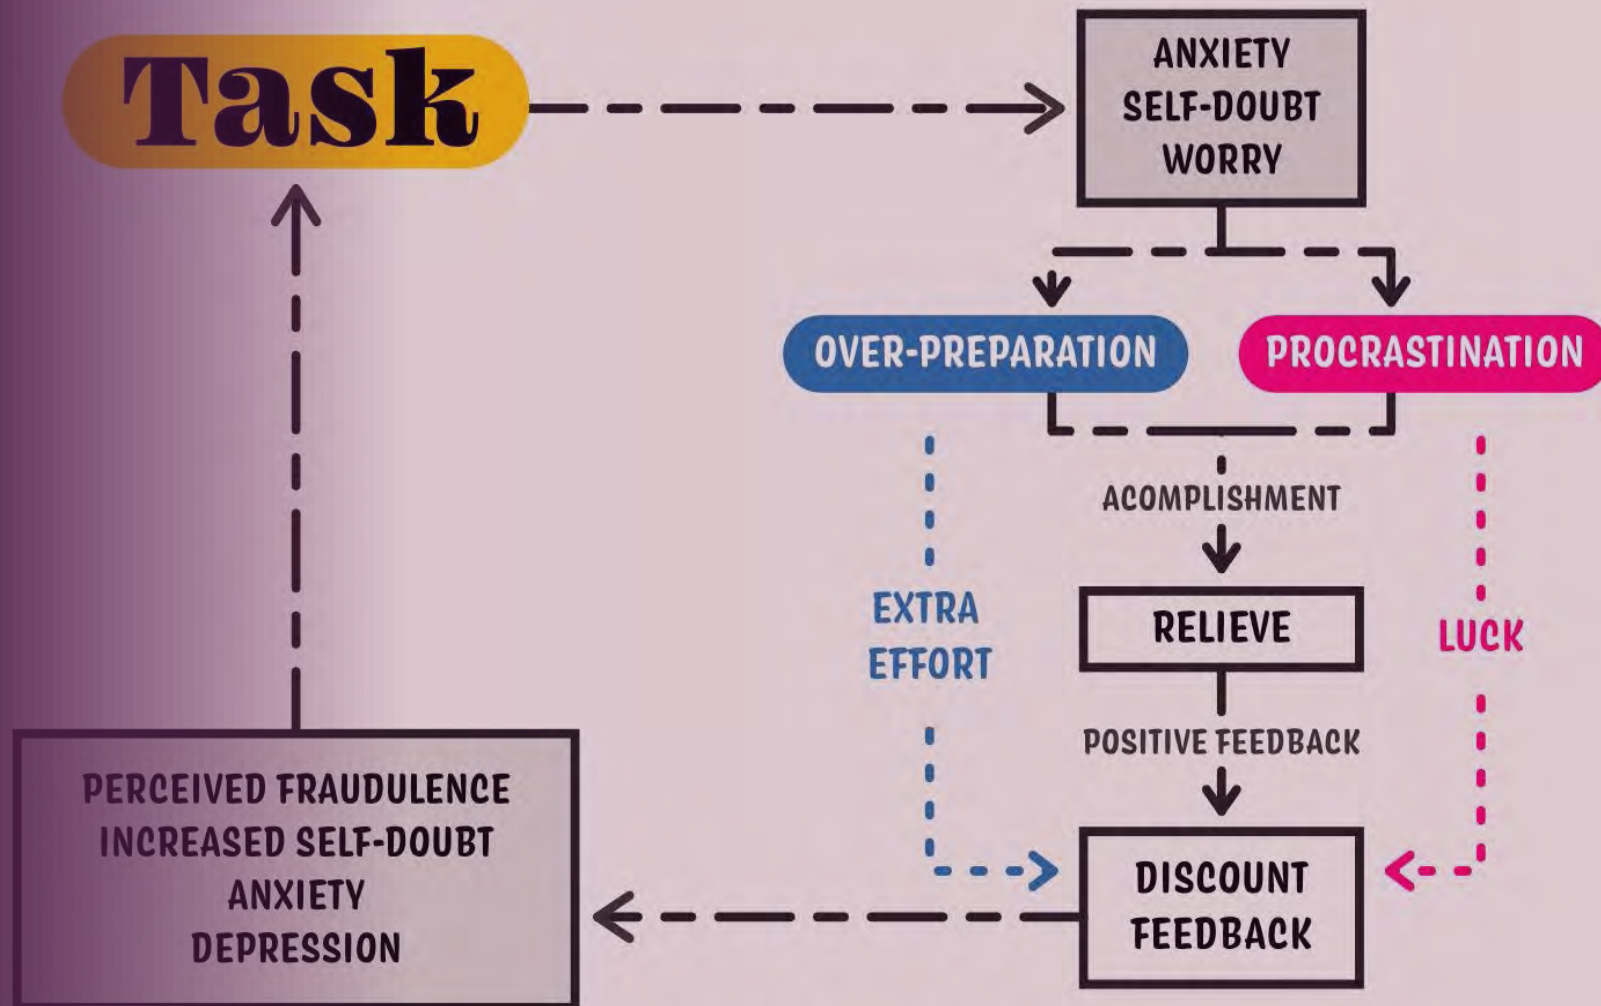 Task
ANXIETY
SELF-DOUBT
WORRY
OVER-PREPARATION
PROCRASTINATION
ACOMPLISHMENT
EXTRA
EFFORT
RELIEVE
LUCK
POSITIVE FEEDBACK
DISCOUNT
FEEDBACK
PERCEIVED FRAUDULENCE
INCREASED SELF-DOUBT
ANXIETY
DEPRESSION